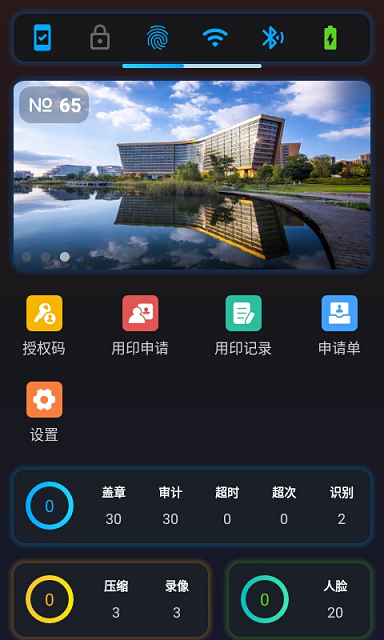 № 65
授权码 用印申请 用印记录 申请单
设置
0 盖章 审计 超时 超次 识别
30 30 0 0 2
0 压缩 录像 0 人脸
3 3 20